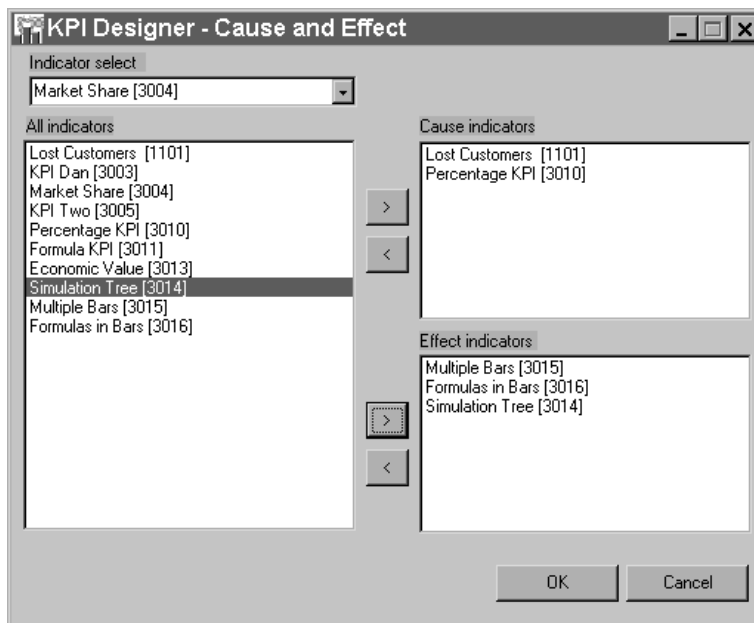 KPI Designer - Cause and Effect
Indicator select
Market Share [3004]
All indicators
Lost Customers [1101]
KPI Dan [3003]
Market Share [3004]
KPI Two [3005]
Percentage KPI [3010]
Formula KPI [3011]
Economic Value [3013]
Simulation Tree [3014]
Multiple Bars [3015]
Formulas in Bars [3016]
>
<
>
<
Cause indicators
Lost Customers [1101]
Percentage KPI [3010]
Effect indicators
Multiple Bars [3015]
Formulas in Bars [3016]
Simulation Tree [3014]
OK
Cancel